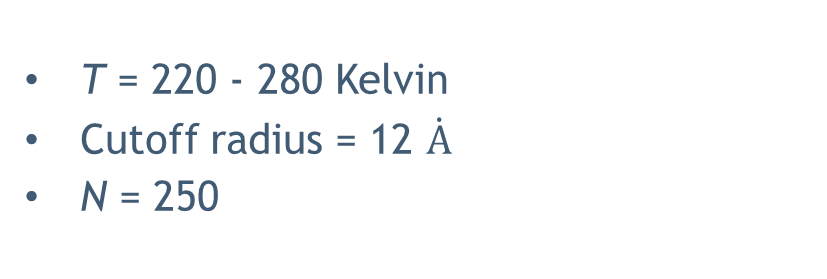 • T = 220 - 280 Kelvin
• Cutoff radius = 12 Ȧ
• N = 250